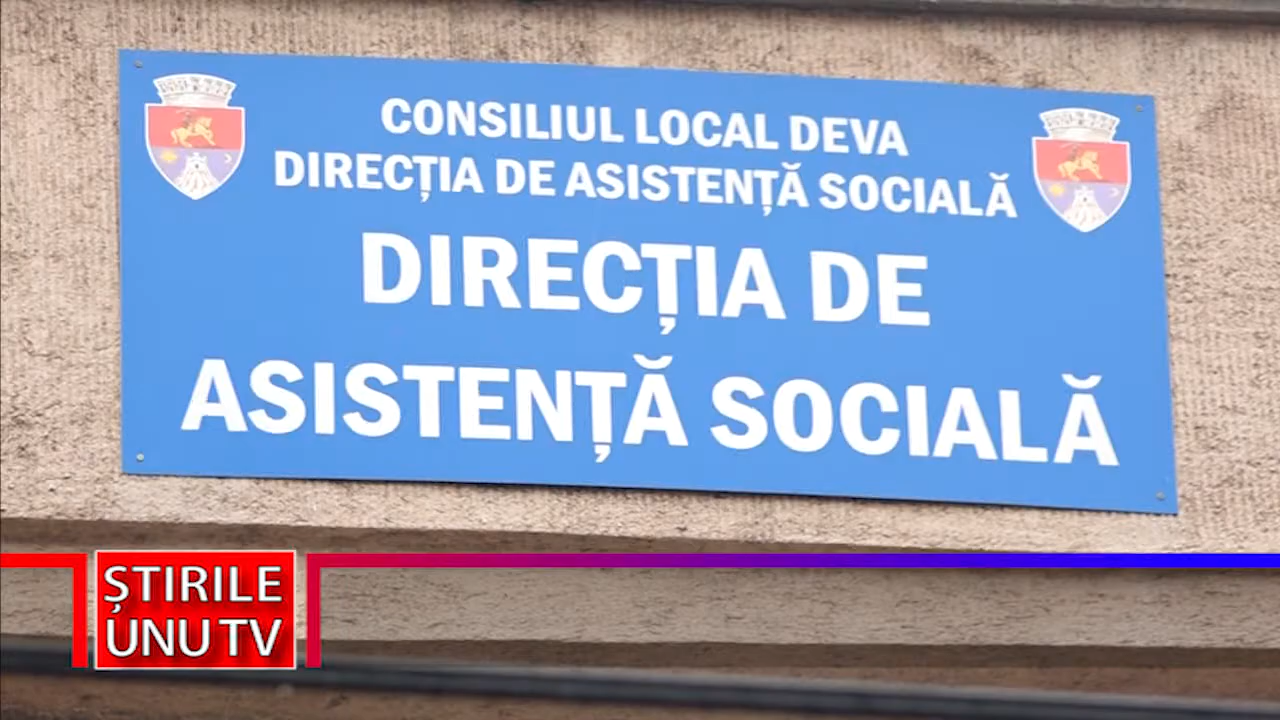 CONSILIUL LOCAL DEVA
DIRECȚIA DE ASISTENȚĂ SOCIALĂ
DIRECȚIA DE
ASISTENȚĂ SOCIALĂ
ȘTIRILE
UNU TV